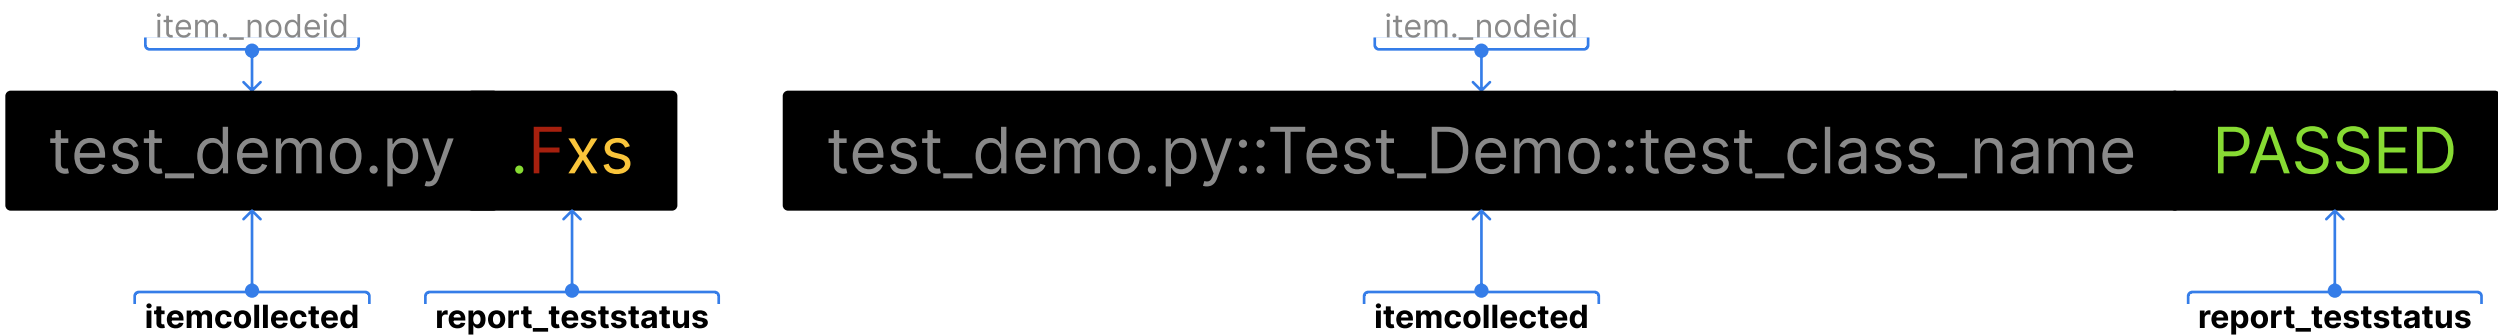 item._nodeid item._nodeid
test_demo.py .Fxs test_demo.py::Test_Demo::test_class_name PASSED
itemcollected report_teststatus itemcollected report_teststatus